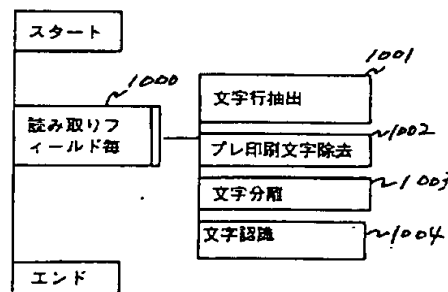 スタート
1000
読み取りフ
ィールド毎
1001
文字行抽出
1002
プレ印刷文字除去
1003
文字分離
文字認識
1004
エンド